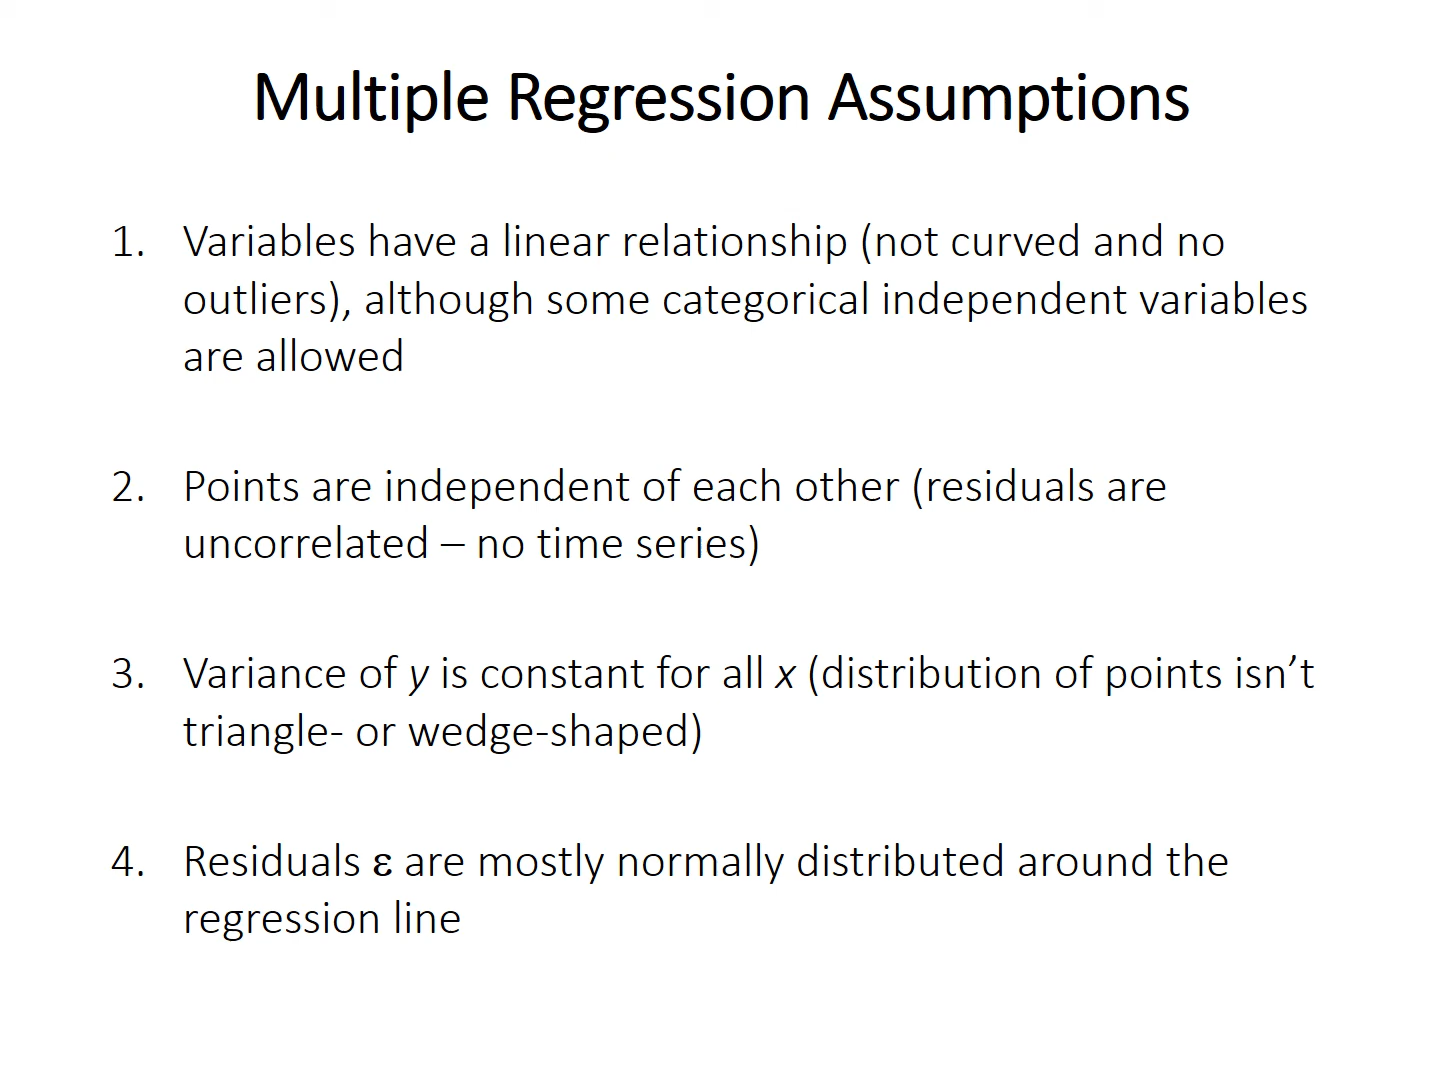 Multiple Regression Assumptions
1. Variables have a linear relationship (not curved and no
outliers), although some categorical independent variables
are allowed
2. Points are independent of each other (residuals are
uncorrelated – no time series)
3. Variance of y is constant for all x (distribution of points isn’t
triangle- or wedge-shaped)
4. Residuals ε are mostly normally distributed around the
regression line